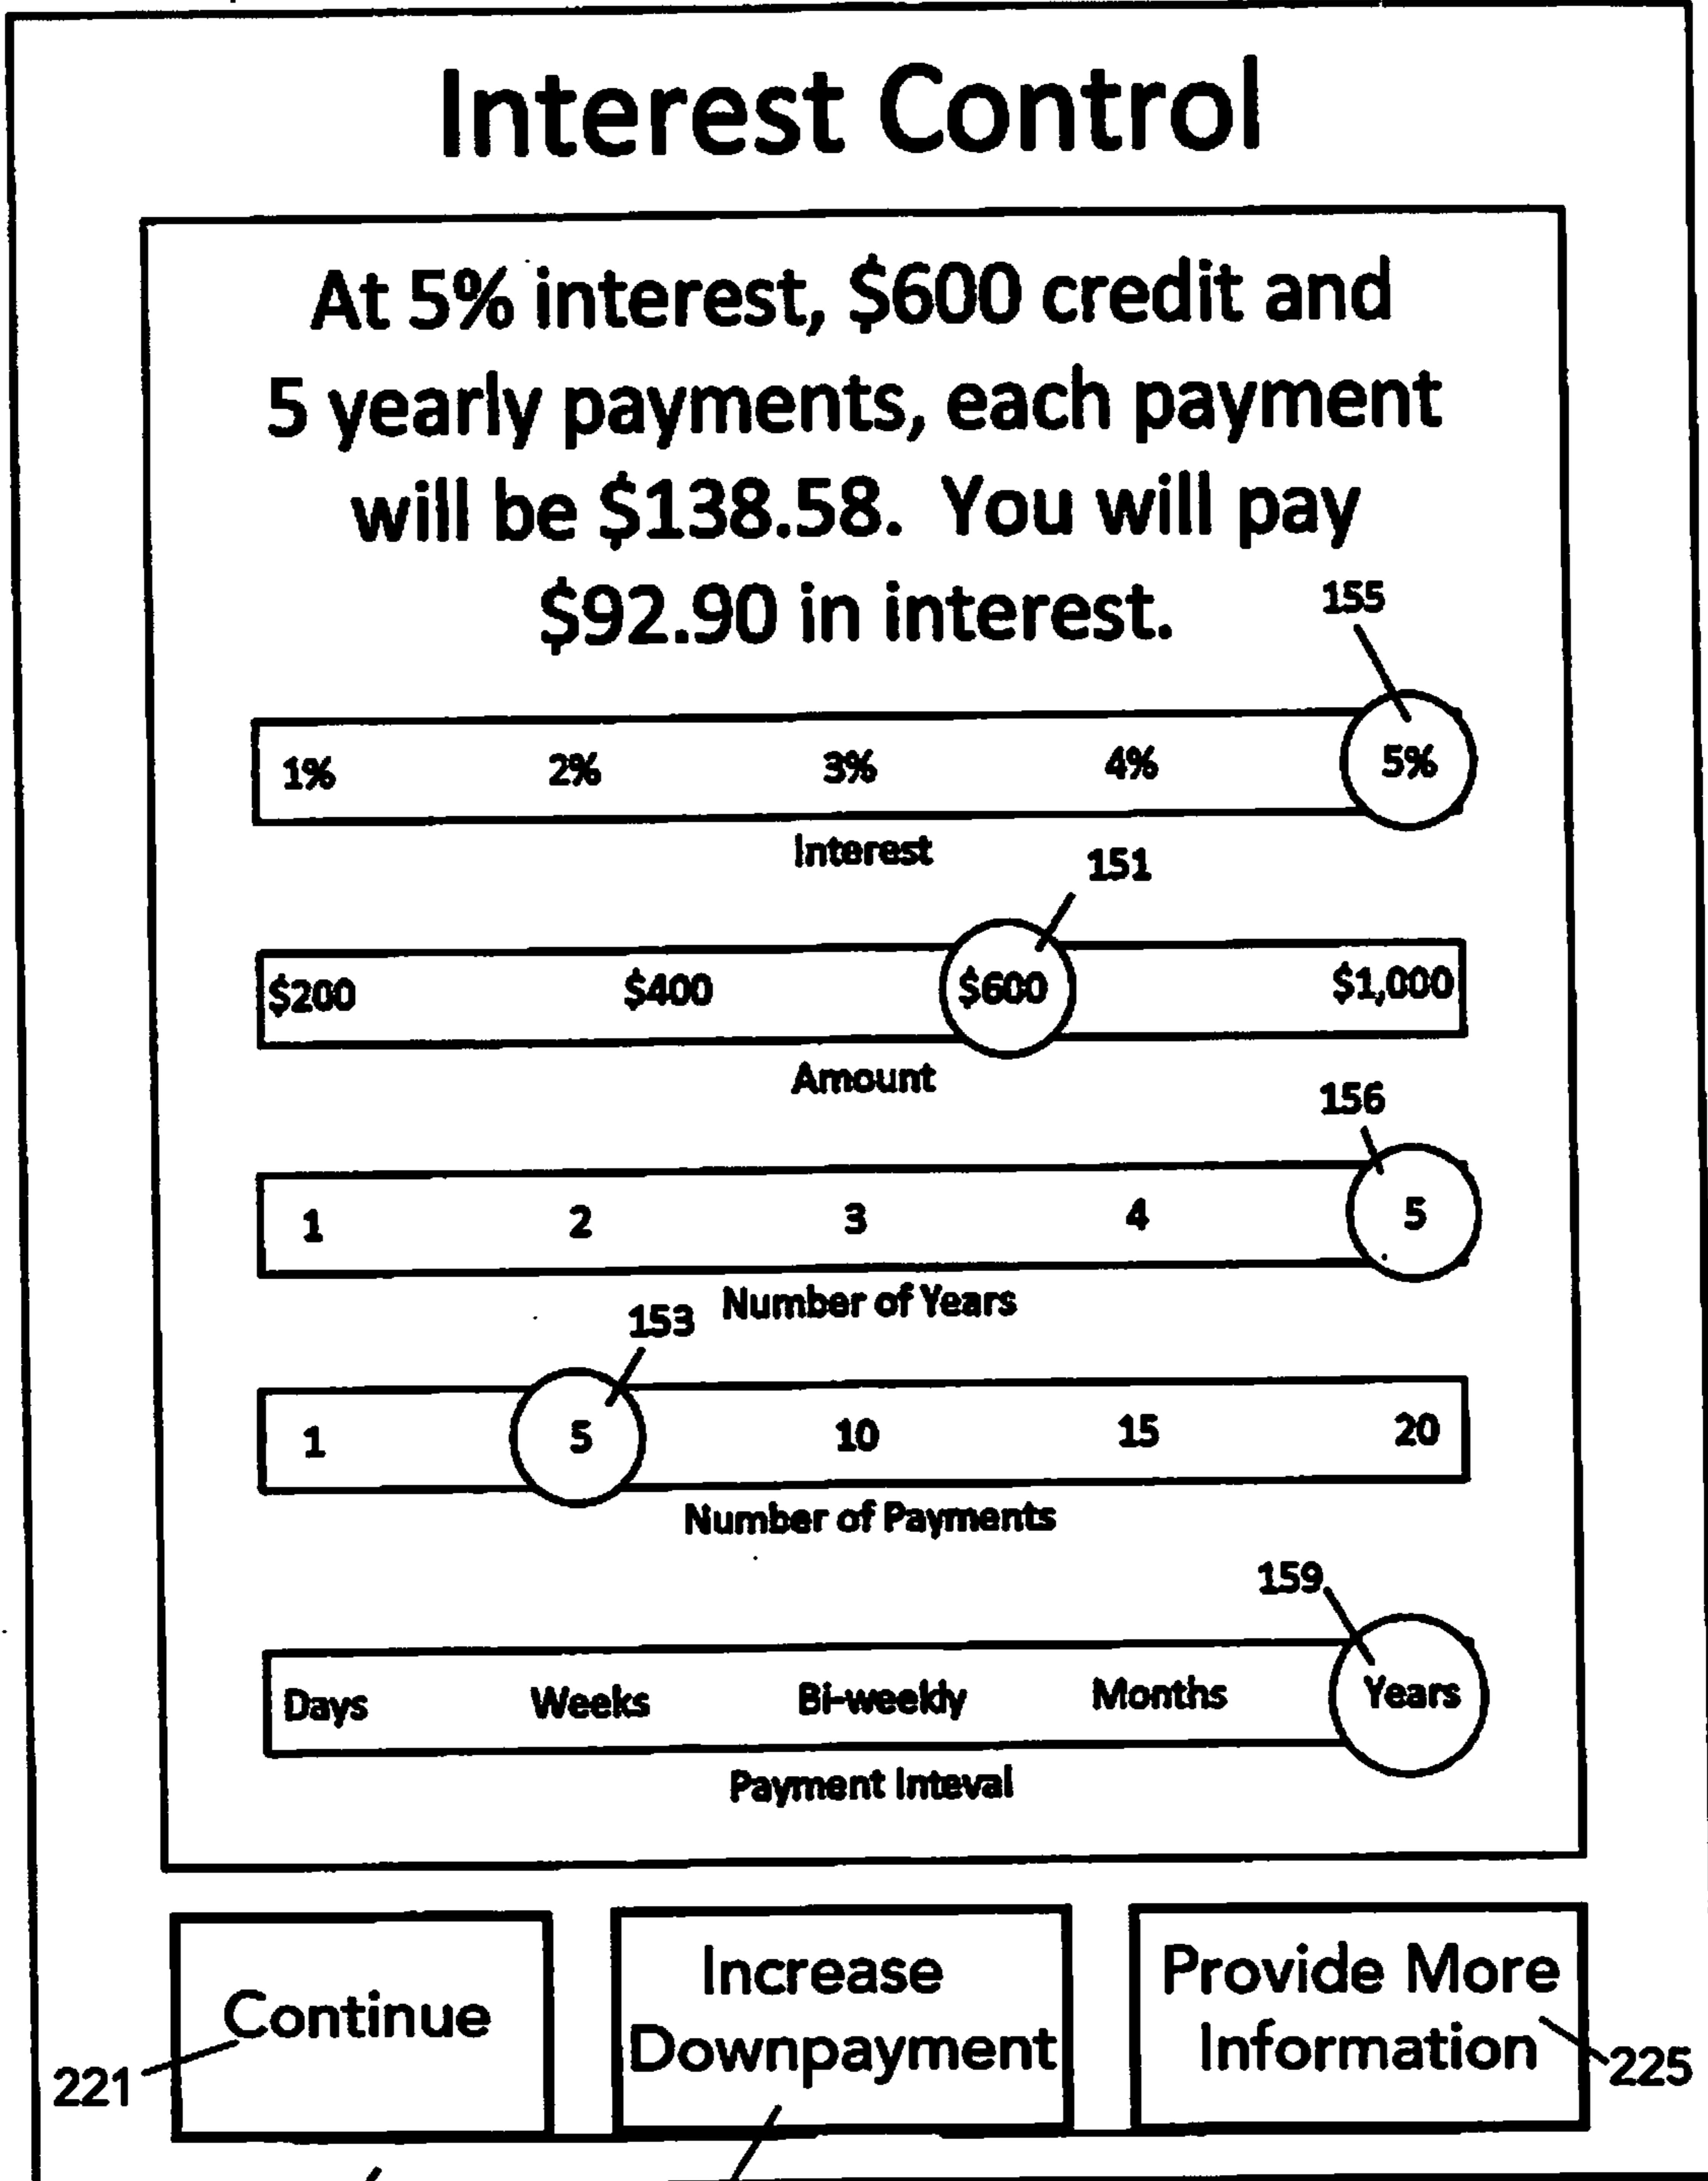 Interest Control
At 5% interest, $600 credit and
5 yearly payments, each payment
will be $138.58. You will pay
$92.90 in interest.
155
1% 2% 3% 4% 5%
Interest
151
$200 $400 $600 $1,000
Amount
156
1 2 3 4 5
Number of Years
153
1 5 10 15 20
Number of Payments
159
Days Weeks Bi-weekly Months Years
Payment Inteval
Continue
Increase
Downpayment
Provide More
Information
221
225